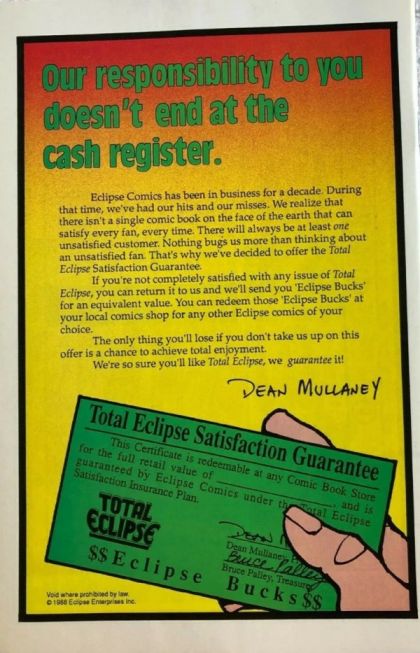 Our responsibility to you
doesn't end at the
cash register.
Eclipse Comics has been in business for a decade. During
that time, we've had our hits and our misses. We realize that
there isn't a single comic book on the face of the earth that can
satisfy every fan, every time. There will always be at least one
unsatisfied customer. Nothing bugs us more than thinking about
an unsatisfied fan. That's why we've decided to offer the Total
Eclipse Satisfaction Guarantee.
If you're not completely satisfied with any issue of Total
Eclipse, you can return it to us and we'll send you 'Eclipse Bucks'
for an equivalent value. You can redeem those 'Eclipse Bucks' at
your local comics shop for any other Eclipse comics of your
choice.
The only thing you'll lose if you don't take us up on this
offer is a chance to achieve total enjoyment.
We're so sure you'll like Total Eclipse, we guarantee it!
DEAN MULLANEY
Total Eclipse Satisfaction Guarantee
This Certificate is redeemable at any Comic Book Store
for the full retail value of ____________, and is
guaranteed by Eclipse Comics under the Total Eclipse
Satisfaction Insurance Plan.
TOTAL
ECLIPSE
Dean
Dean Mullaney,
Bruce Palley
Bruce Palley, Treasurer
$$ Eclipse Bucks $$
Void where prohibited by law.
© 1988 Eclipse Enterprises Inc.